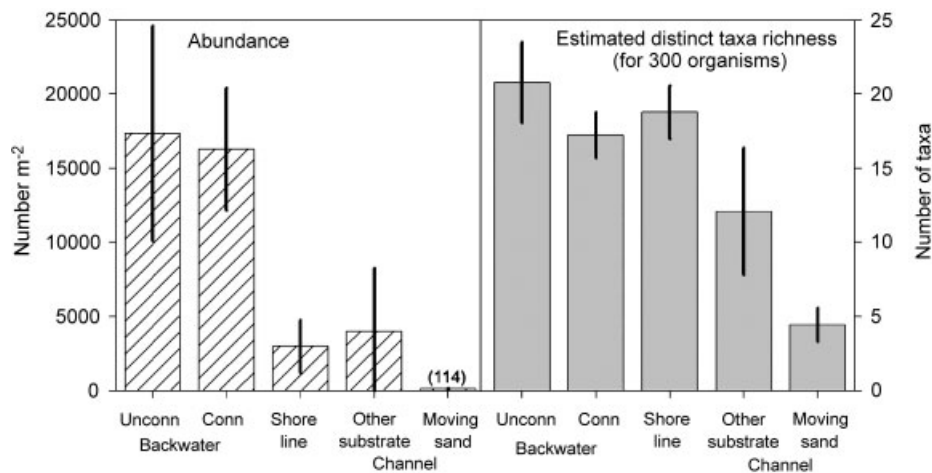 Abundance
Estimated distinct taxa richness
(for 300 organisms)
Number m-2
25000
20000
15000
10000
5000
0
(114)
25
20
15
10
5
0
Number of taxa
Unconn Conn Shore line Other substrate Moving sand
Backwater Channel
Unconn Conn Shore line Other substrate Moving sand
Backwater Channel